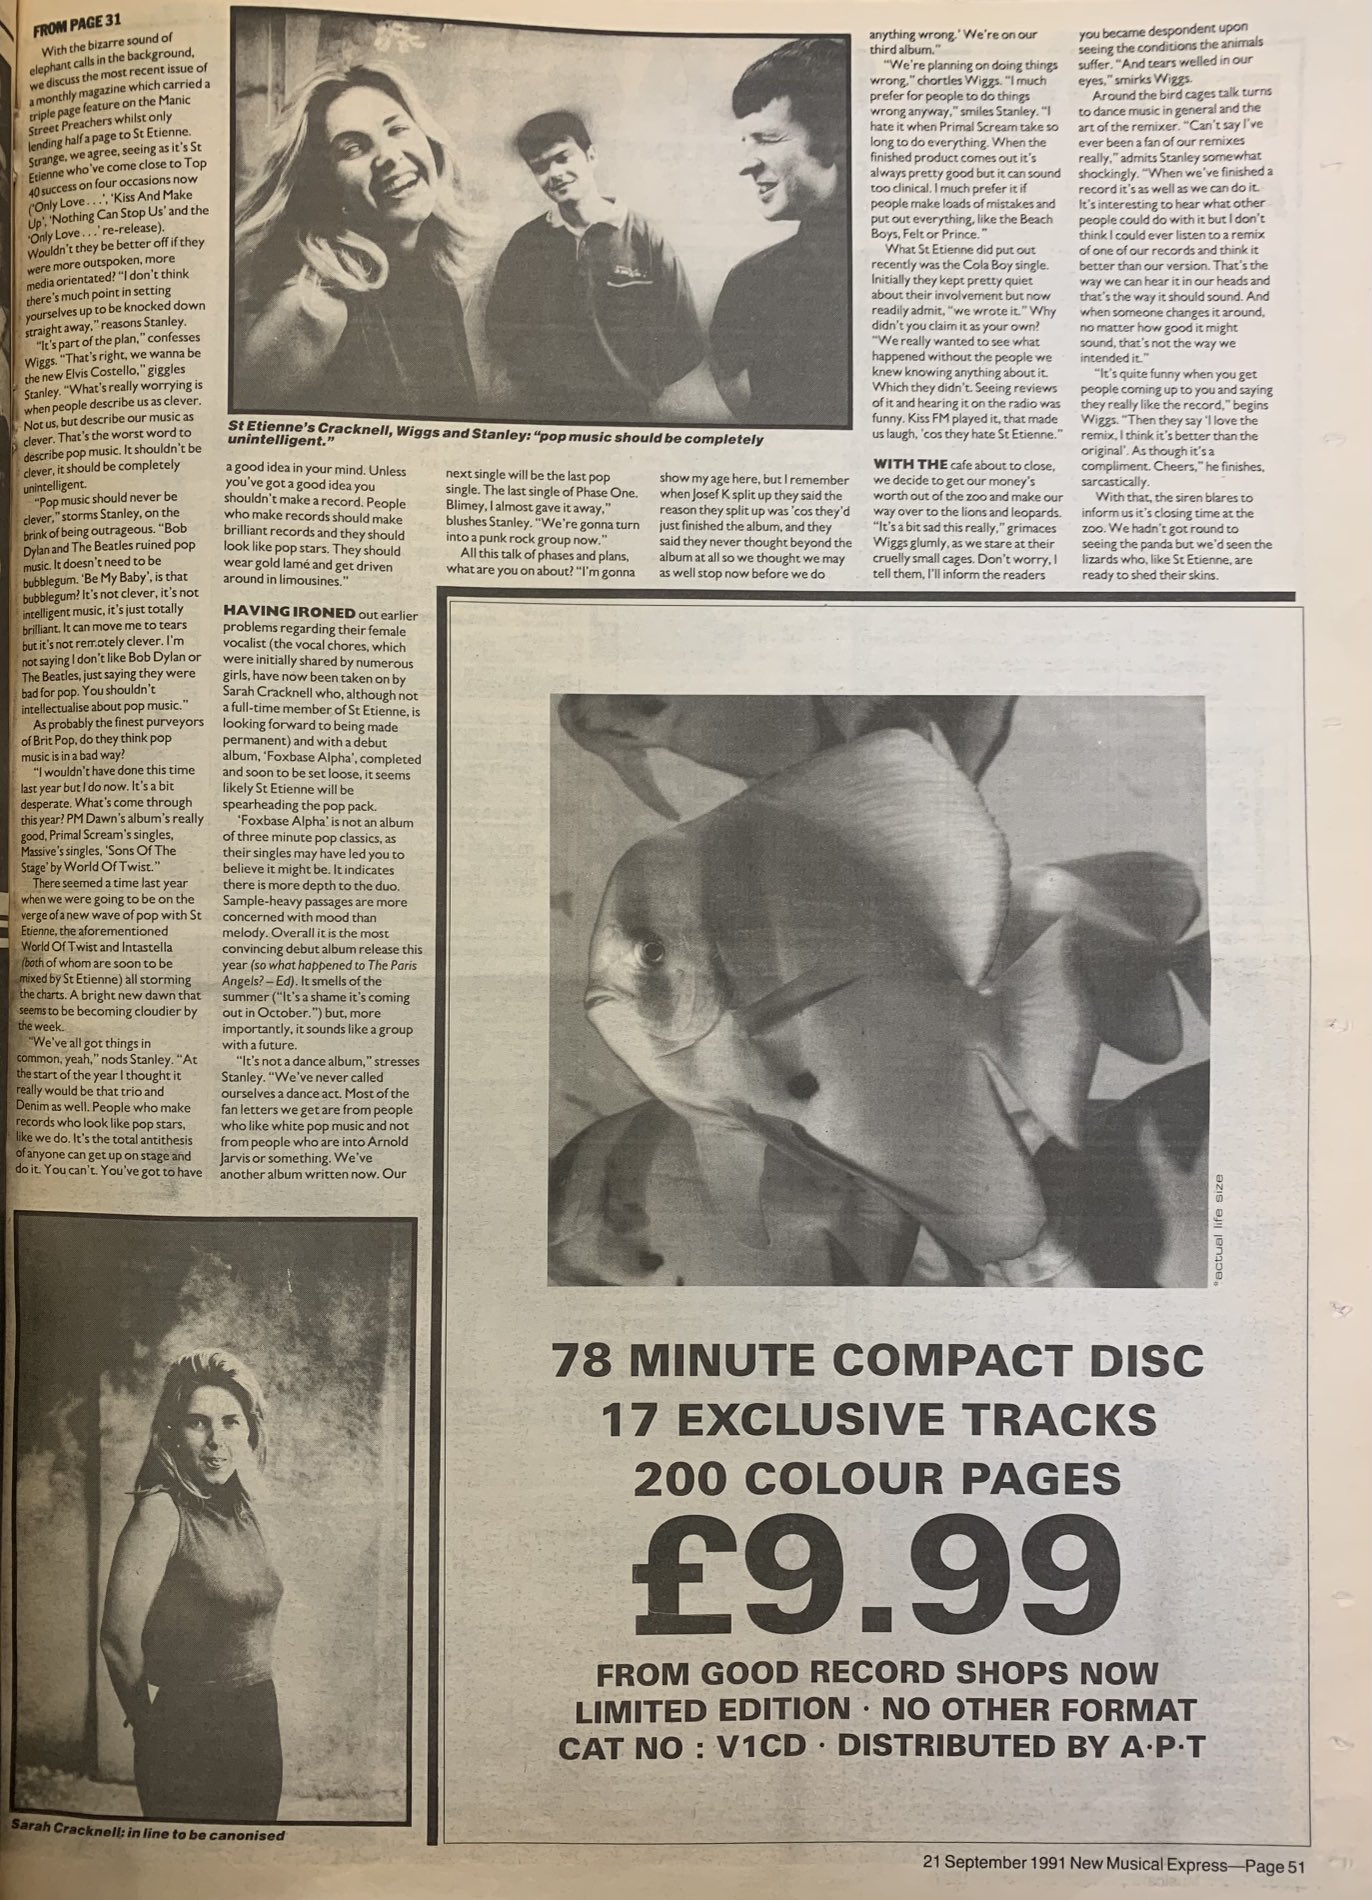 FROM PAGE 31
With the bizarre sound of
elephant calls in the background,
we discuss the most recent issue of
a monthly magazine which carried a
triple page feature on the Manic
Street Preachers whilst only
lending half a page to St Etienne.
Strange, we agree, seeing as it's St
Etienne who've come close to Top
40 success on four occasions now
('Only Love . . .', 'Kiss And Make
Up', 'Nothing Can Stop Us' and the
'Only Love . . .' re-release).
Wouldn't they be better off if they
were more outspoken, more
media orientated? "I don't think
there's much point in setting
yourselves up to be knocked down
straight away," reasons Stanley.
"It's part of the plan," confesses
Wiggs. "That's right, we wanna be
the new Elvis Costello," giggles
Stanley. "What's really worrying is
when people describe us as clever.
Not us, but describe our music as
clever. That's the worst word to
describe pop music. It shouldn't be
clever, it should be completely
unintelligent.
"Pop music should never be
clever," storms Stanley, on the
brink of being outrageous. "Bob
Dylan and The Beatles ruined pop
music. It doesn't need to be
bubblegum. 'Be My Baby', is that
bubblegum? It's not clever, it's not
intelligent music, it's just totally
brilliant. It can move me to tears
but it's not remotely clever. I'm
not saying I don't like Bob Dylan or
The Beatles, just saying they were
bad for pop. You shouldn't
intellectualise about pop music."
As probably the finest purveyors
of Brit Pop, do they think pop
music is in a bad way?
"I wouldn't have done this time
last year but I do now. It's a bit
desperate. What's come through
this year? PM Dawn's album's really
good, Primal Scream's singles,
Massive's singles, 'Sons Of The
Stage' by World Of Twist."
There seemed a time last year
when we were going to be on the
verge of a new wave of pop with St
Etienne, the aforementioned
World Of Twist and Intastella
(both of whom are soon to be
mixed by St Etienne) all storming
the charts. A bright new dawn that
seems to be becoming cloudier by
the week.
"We've all got things in
common, yeah," nods Stanley. "At
the start of the year I thought it
really would be that trio and
Denim as well. People who make
records who look like pop stars,
like we do. It's the total antithesis
of anyone can get up on stage and
do it. You can't. You've got to have
St Etienne's Cracknell, Wiggs and Stanley: "pop music should be completely
unintelligent."
a good idea in your mind. Unless
you've got a good idea you
shouldn't make a record. People
who make records should make
brilliant records and they should
look like pop stars. They should
wear gold lamé and get driven
around in limousines."
HAVING IRONED out earlier
problems regarding their female
vocalist (the vocal chores, which
were initially shared by numerous
girls, have now been taken on by
Sarah Cracknell who, although not
a full-time member of St Etienne, is
looking forward to being made
permanent) and with a debut
album, 'Foxbase Alpha', completed
and soon to be set loose, it seems
likely St Etienne will be
spearheading the pop pack.
'Foxbase Alpha' is not an album
of three minute pop classics, as
their singles may have led you to
believe it might be. It indicates
there is more depth to the duo.
Sample-heavy passages are more
concerned with mood than
melody. Overall it is the most
convincing debut album release this
year (so what happened to The Paris
Angels? – Ed). It smells of the
summer ("It's a shame it's coming
out in October.") but, more
importantly, it sounds like a group
with a future.
"It's not a dance album," stresses
Stanley. "We've never called
ourselves a dance act. Most of the
fan letters we get are from people
who like white pop music and not
from people who are into Arnold
Jarvis or something. We've
another album written now. Our
next single will be the last pop
single. The last single of Phase One.
Blimey, I almost gave it away,"
blushes Stanley. "We're gonna turn
into a punk rock group now."
All this talk of phases and plans,
what are you on about? "I'm gonna
show my age here, but I remember
when Josef K split up they said the
reason they split up was 'cos they'd
just finished the album, and they
said they never thought beyond the
album at all so we thought we may
as well stop now before we do
anything wrong.' We're on our
third album."
"We're planning on doing things
wrong," chortles Wiggs. "I much
prefer for people to do things
wrong anyway," smiles Stanley. "I
hate it when Primal Scream take so
long to do everything. When the
finished product comes out it's
always pretty good but it can sound
too clinical. I much prefer it if
people make loads of mistakes and
put out everything, like the Beach
Boys, Felt or Prince."
What St Etienne did put out
recently was the Cola Boy single.
Initially they kept pretty quiet
about their involvement but now
readily admit, "we wrote it." Why
didn't you claim it as your own?
"We really wanted to see what
happened without the people we
knew knowing anything about it.
Which they didn't. Seeing reviews
of it and hearing it on the radio was
funny. Kiss FM played it, that made
us laugh, 'cos they hate St Etienne."
WITH THE cafe about to close,
we decide to get our money's
worth out of the zoo and make our
way over to the lions and leopards.
"It's a bit sad this really," grimaces
Wiggs glumly, as we stare at their
cruelly small cages. Don't worry, I
tell them, I'll inform the readers
you became despondent upon
seeing the conditions the animals
suffer. "And tears welled in our
eyes," smirks Wiggs.
Around the bird cages talk turns
to dance music in general and the
art of the remixer. "Can't say I've
ever been a fan of our remixes
really," admits Stanley somewhat
shockingly. "When we've finished a
record it's as well as we can do it.
It's interesting to hear what other
people could do with it but I don't
think I could ever listen to a remix
of one of our records and think it
better than our version. That's the
way we can hear it in our heads and
that's the way it should sound. And
when someone changes it around,
no matter how good it might
sound, that's not the way we
intended it."
"It's quite funny when you get
people coming up to you and saying
they really like the record," begins
Wiggs. "Then they say 'I love the
remix, I think it's better than the
original'. As though it's a
compliment. Cheers," he finishes,
sarcastically.
With that, the siren blares to
inform us it's closing time at the
zoo. We hadn't got round to
seeing the panda but we'd seen the
lizards who, like St Etienne, are
ready to shed their skins.
Sarah Cracknell: in line to be canonised
*actual life size
78 MINUTE COMPACT DISC
17 EXCLUSIVE TRACKS
200 COLOUR PAGES
£9.99
FROM GOOD RECORD SHOPS NOW
LIMITED EDITION · NO OTHER FORMAT
CAT NO : V1CD · DISTRIBUTED BY A·P·T
21 September 1991 New Musical Express—Page 51